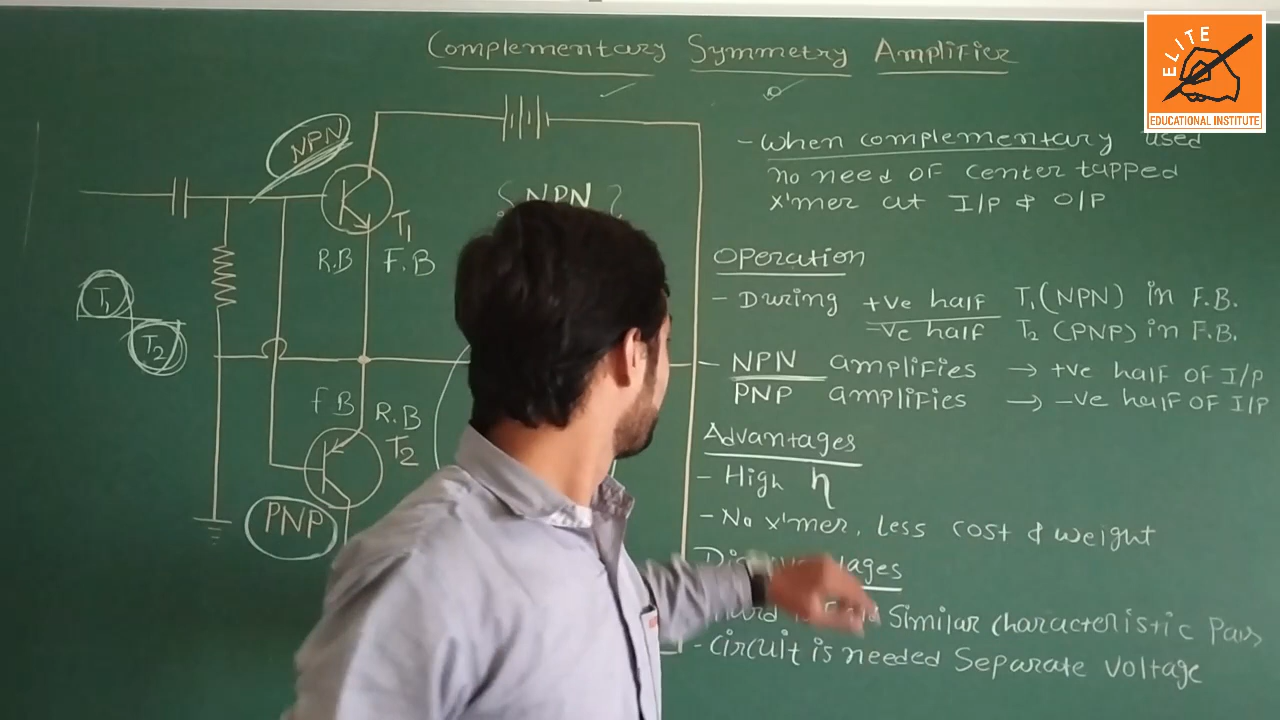 Complementary Symmetry Amplifier
ELITE
EDUCATIONAL INSTITUTE
NPN
T1
R.B F.B
NPN
T1
T2
FB R.B
T2
PNP
- When complementary used
no need of center tapped
x'mer at I/P & O/P
Operation
- During +ve half T1 (NPN) in F.B.
-ve half T2 (PNP) in F.B.
- NPN amplifies → +ve half of I/P
PNP amplifies → -ve half of I/P
Advantages
- High η
- No x'mer, Less cost & weight
Similar characteristic Pairs
- Circuit is needed Separate voltage